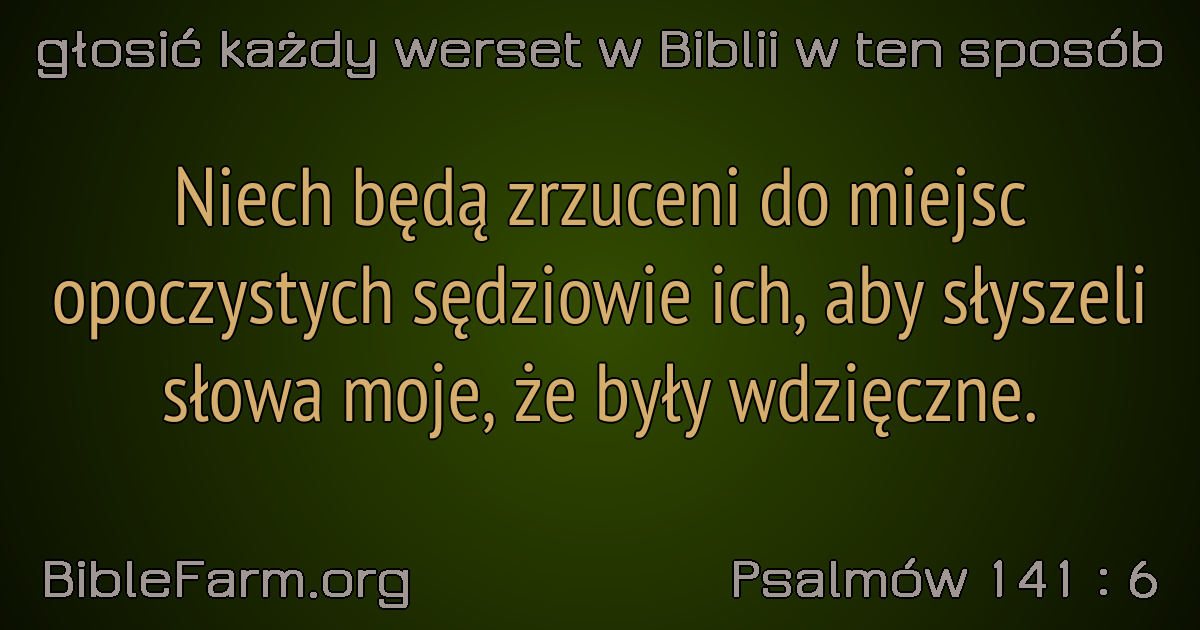 głosić każdy werset w Biblii w ten sposób
Niech będą zrzuceni do miejsc
opoczystych sędziowie ich, aby słyszeli
słowa moje, że były wdzięczne.
BibleFarm.org
Psalmów 141 : 6